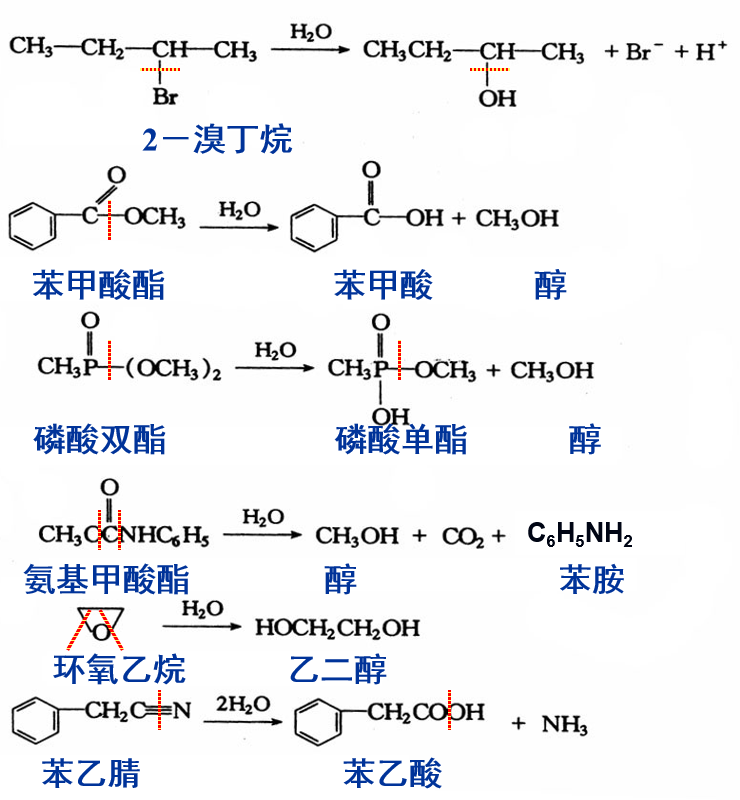 CH₃—CH₂—CH—CH₃ H₂O CH₃CH₂—CH—CH₃ + Br⁻ + H⁺
Br OH
2－溴丁烷
O O
C—OCH₃ H₂O C—OH + CH₃OH
苯甲酸酯 苯甲酸 醇
O O
CH₃P—(OCH₃)₂ H₂O CH₃P—OCH₃ + CH₃OH
OH
磷酸双酯 磷酸单酯 醇
O
CH₃OCNHC₆H₅ H₂O CH₃OH + CO₂ + C₆H₅NH₂
氨基甲酸酯 醇 苯胺
O H₂O HOCH₂CH₂OH
环氧乙烷 乙二醇
CH₂C≡N 2H₂O CH₂COOH + NH₃
苯乙腈 苯乙酸